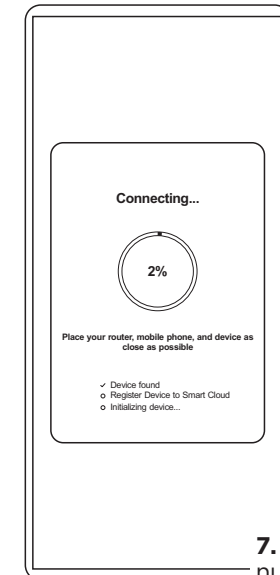 Connecting...
2%
Place your router, mobile phone, and device as
close as possible
Device found
Register Device to Smart Cloud
Initializing device...
7.